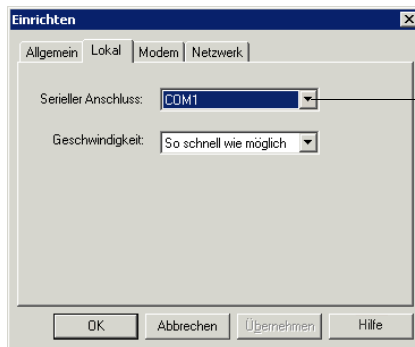 Einrichten
Allgemein Lokal Modem Netzwerk
Serieller Anschluss: COM1
Geschwindigkeit: So schnell wie möglich
OK Abbrechen Übernehmen Hilfe